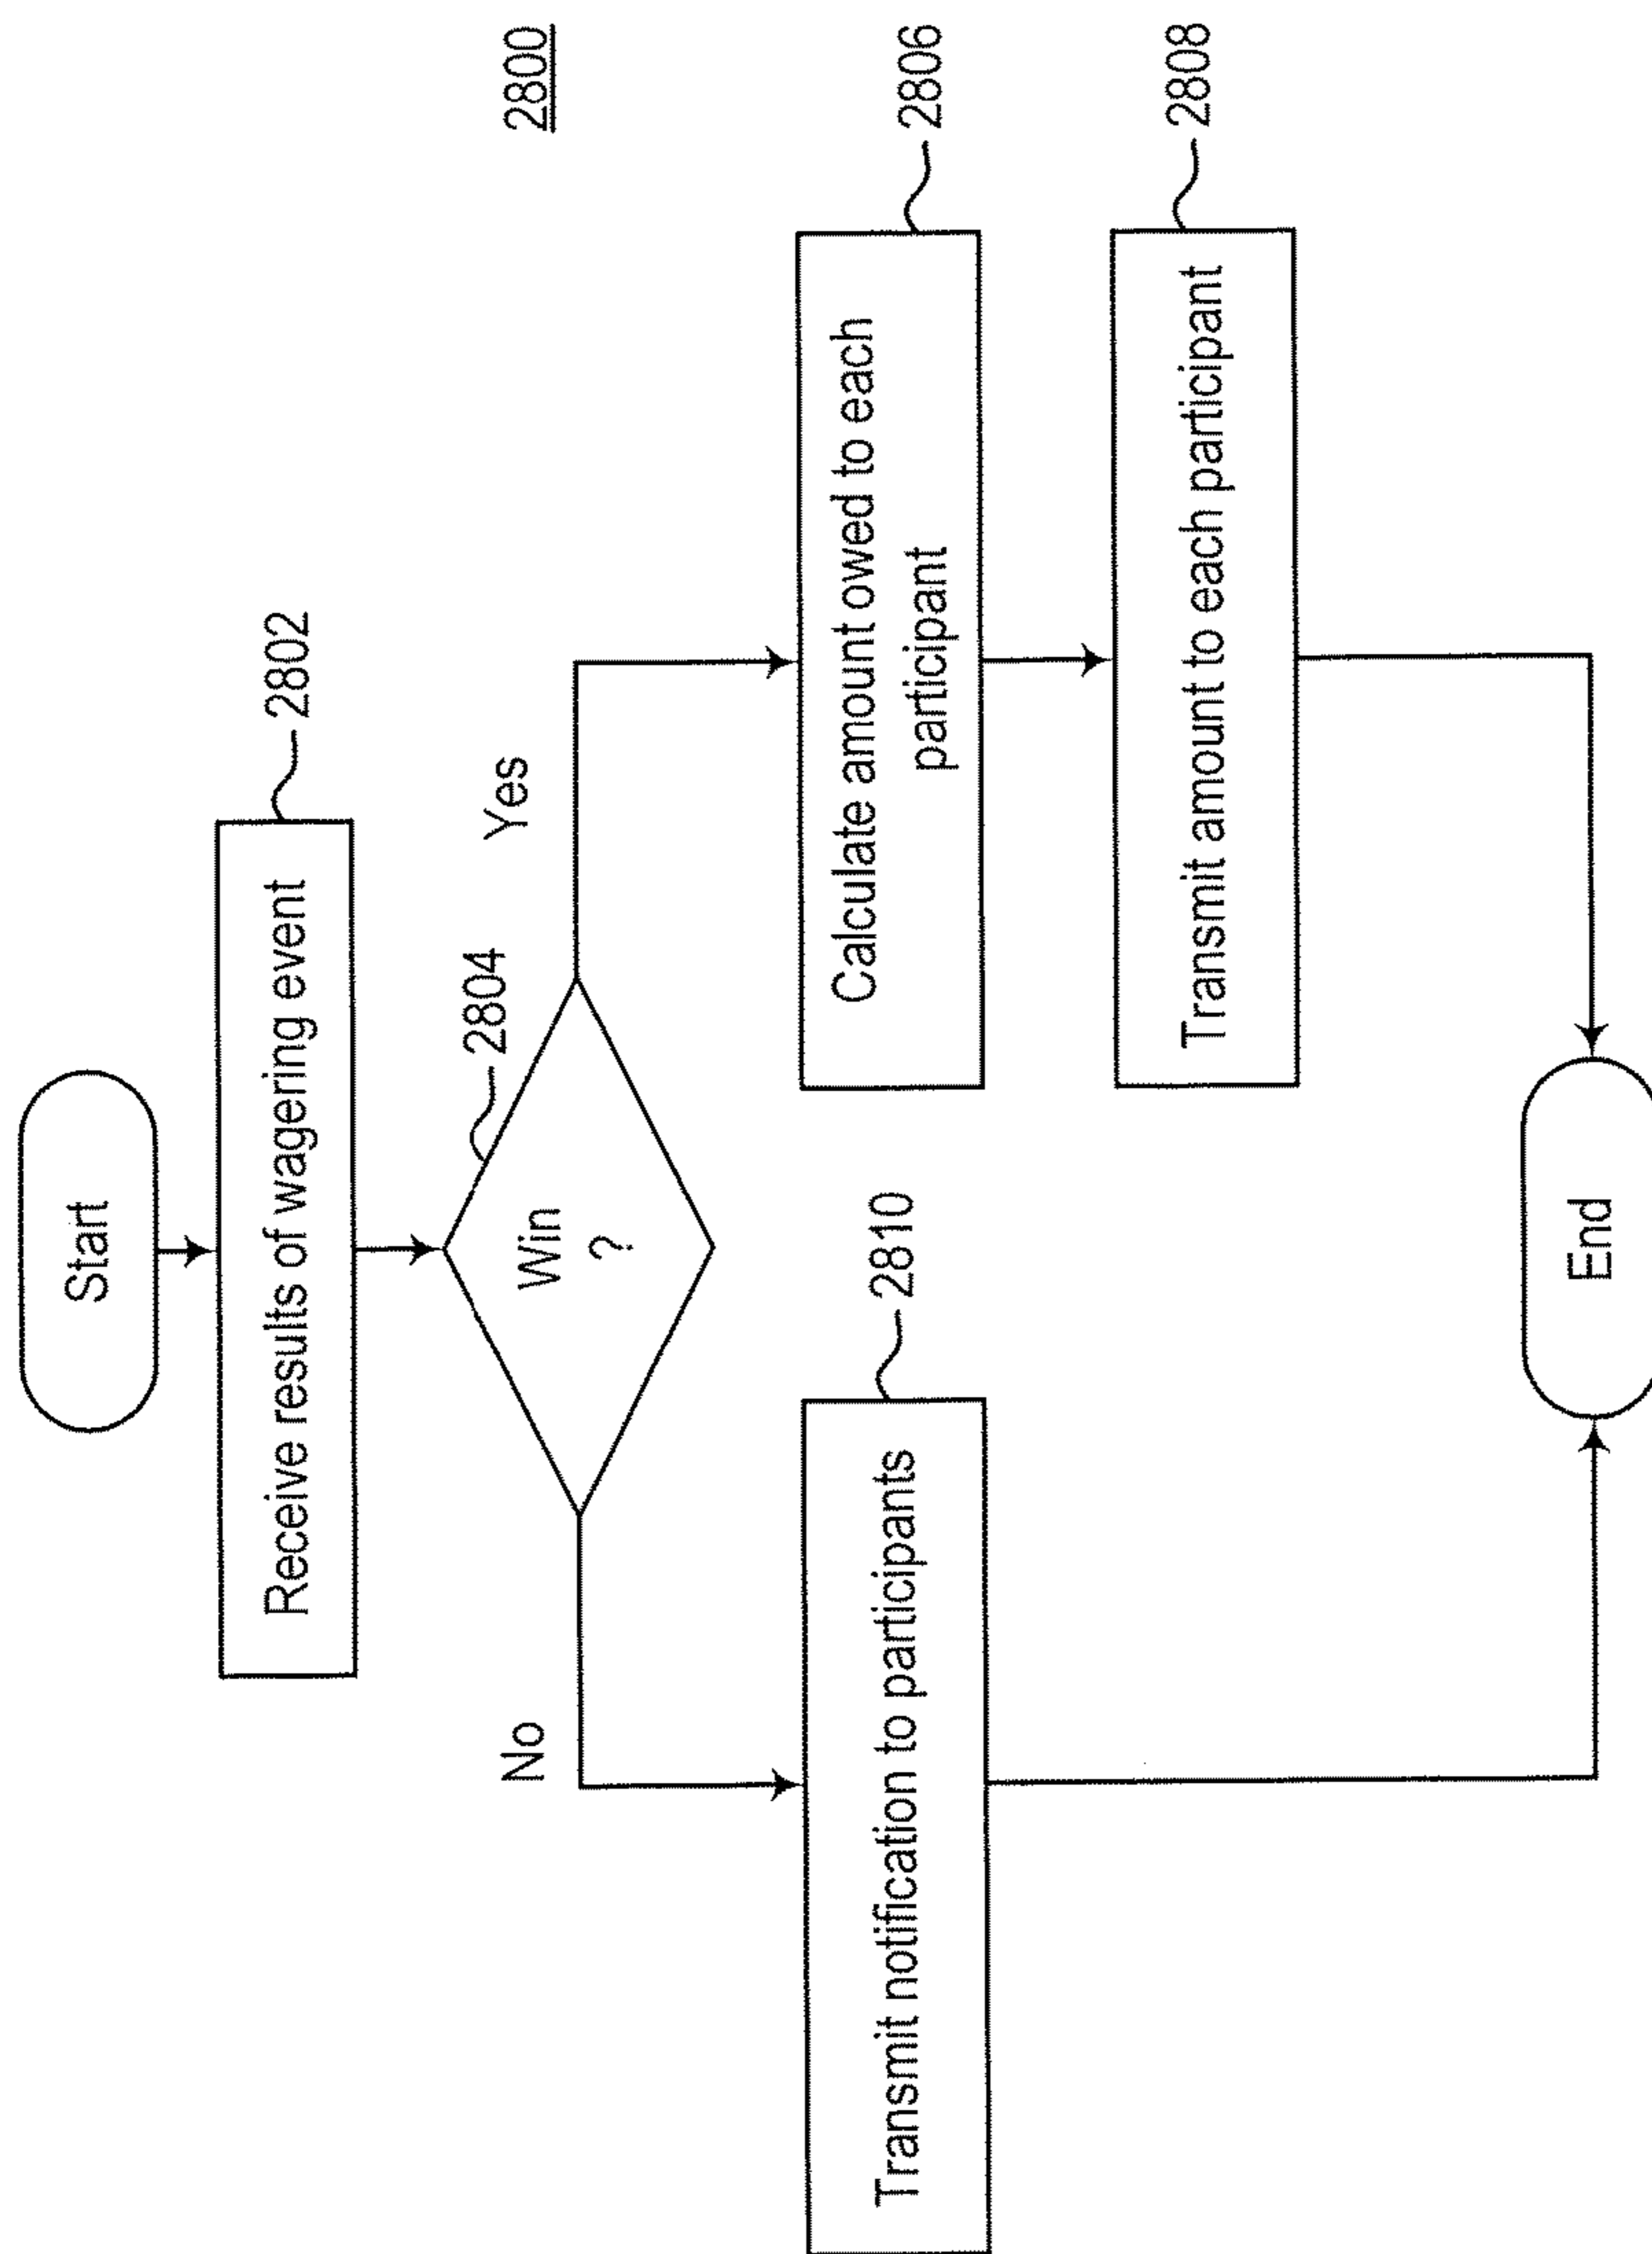 2800
Start
Receive results of wagering event
2802
2804
Win
?
No
Yes
Transmit notification to participants
2810
Calculate amount owed to each
participant
2806
Transmit amount to each participant
2808
End